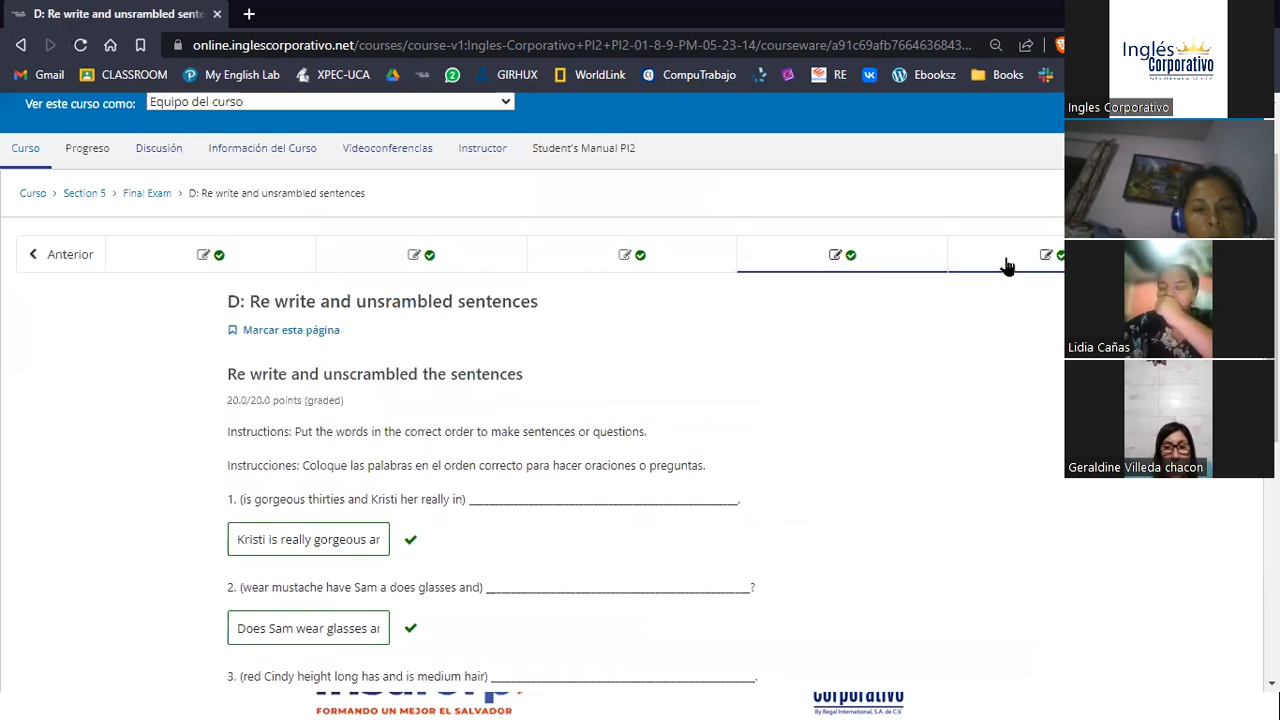 D: Re write and unsrambled sente
online.inglescorporativo.net/courses/course-v1:Ingles-Corporativo+PI2+PI2-01-8-9-PM-05-23-14/courseware/a91c69afb7664636843...
Gmail CLASSROOM My English Lab XPEC-UCA GitHUX WorldLink CompuTrabajo RE WordPress Books
Ver este curso como: Equipo del curso
Curso Progreso Discusión Información del Curso Videoconferencias Instructor Student's Manual PI2
Curso > Section 5 > Final Exam > D: Re write and unsrambled sentences
Anterior
D: Re write and unsrambled sentences
Marcar esta página
Re write and unscrambled the sentences
20.0/20.0 points (graded)
Instructions: Put the words in the correct order to make sentences or questions.
Instrucciones: Coloque las palabras en el orden correcto para hacer oraciones o preguntas.
1. (is gorgeous thirties and Kristi her really in) ________________________________________.
Kristi is really gorgeous ar
2. (wear mustache have Sam a does glasses and) ________________________________________?
Does Sam wear glasses ar
3. (red Cindy height long has and is medium hair) ________________________________________.
FORMANDO UN MEJOR EL SALVADOR
corporativo
By Regal International, S.A. de C.V.
Inglés
Corporativo
Ingles Corporativo
Lidia Cañas
Geraldine Villeda chacon